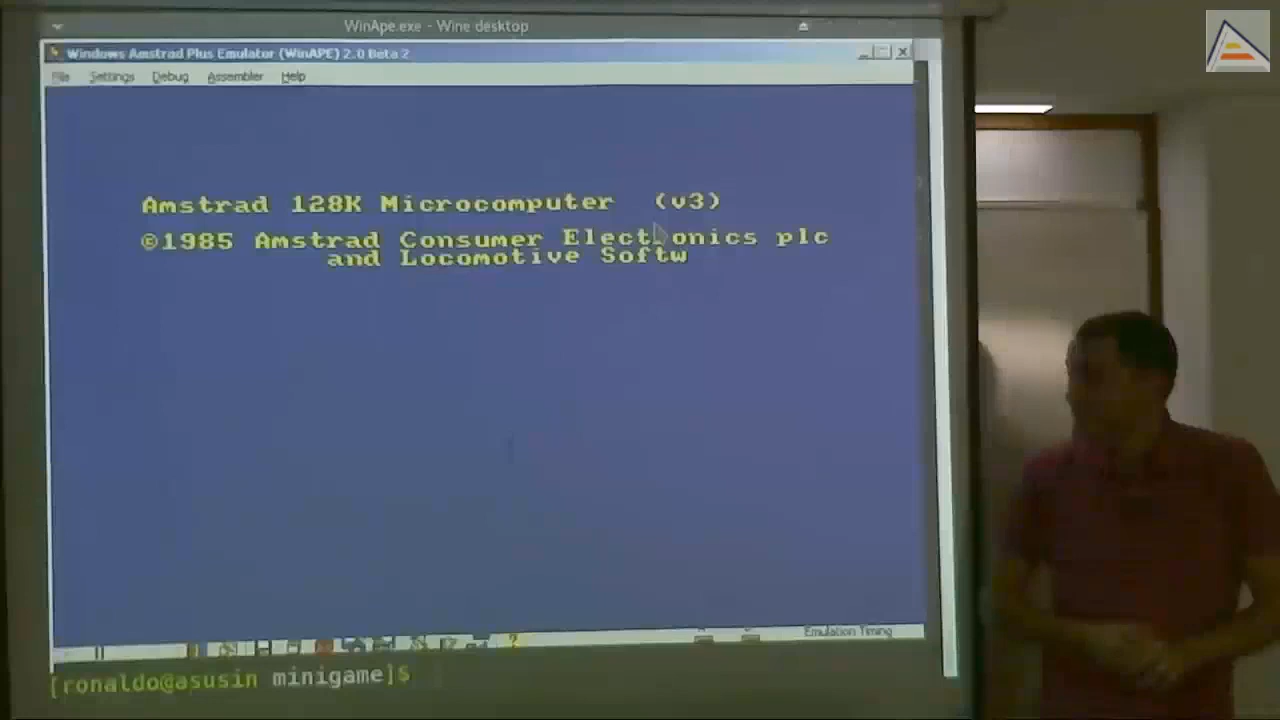 WinApe.exe - Wine desktop
Windows Amstrad Plus Emulator (WinAPE) 2.0 Beta 2
File Settings Debug Assembler Help
Amstrad 128K Microcomputer (v3)
©1985 Amstrad Consumer Electronics plc
and Locomotive Softw
Emulation Timing
[ronaldo@asusin minigame]$